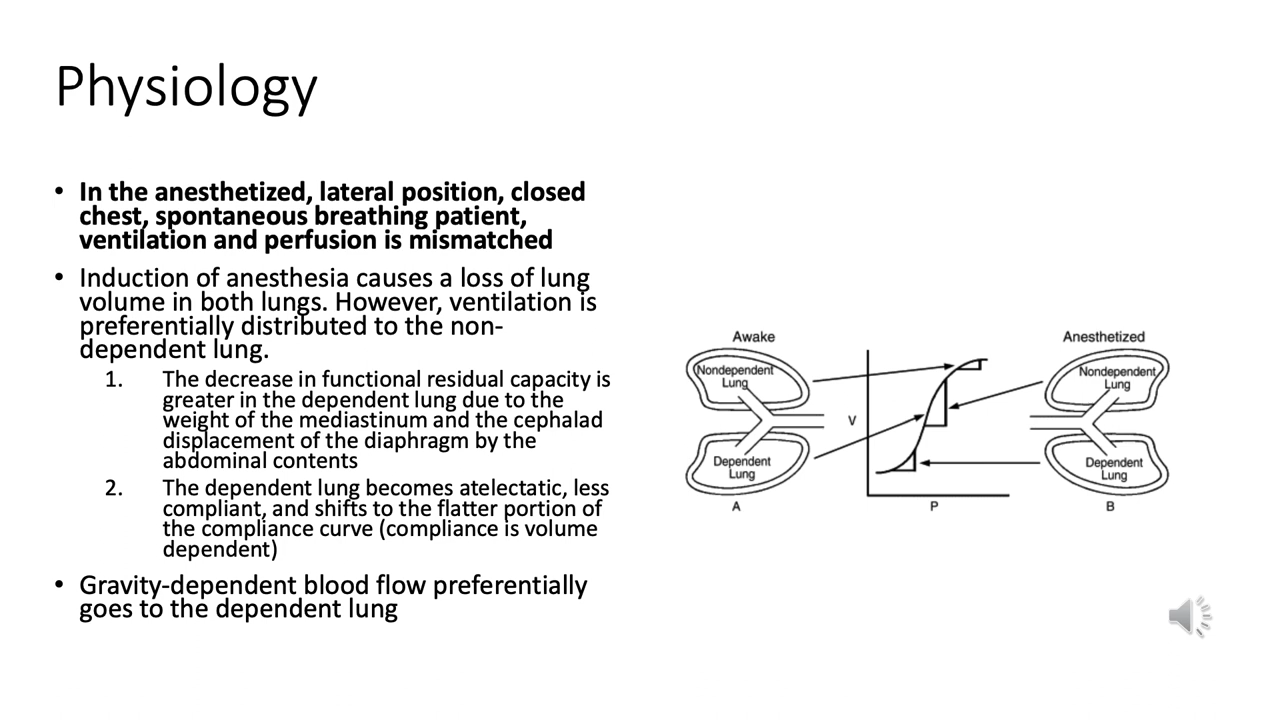 Physiology
• In the anesthetized, lateral position, closed
chest, spontaneous breathing patient,
ventilation and perfusion is mismatched
• Induction of anesthesia causes a loss of lung
volume in both lungs. However, ventilation is
preferentially distributed to the non-
dependent lung.
1. The decrease in functional residual capacity is
greater in the dependent lung due to the
weight of the mediastinum and the cephalad
displacement of the diaphragm by the
abdominal contents
2. The dependent lung becomes atelectatic, less
compliant, and shifts to the flatter portion of
the compliance curve (compliance is volume
dependent)
• Gravity-dependent blood flow preferentially
goes to the dependent lung
Awake
Nondependent
Lung
Dependent
Lung
A
V
P
Anesthetized
Nondependent
Lung
Dependent
Lung
B